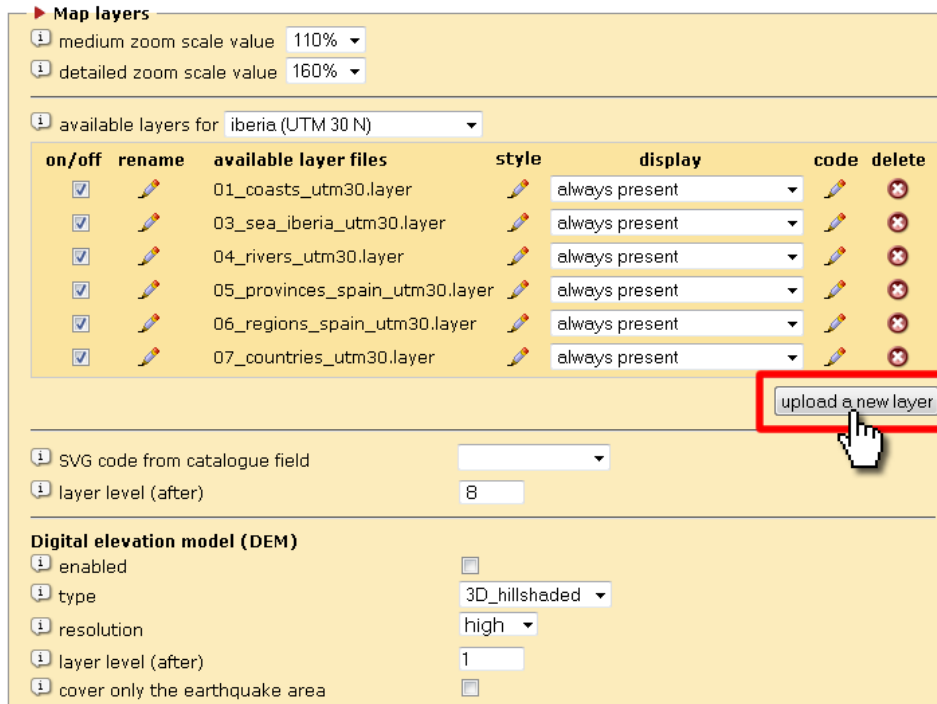 Map layers
medium zoom scale value 110%
detailed zoom scale value 160%
available layers for iberia (UTM 30 N)
on/off rename available layer files style display code delete
01_coasts_utm30.layer always present
03_sea_iberia_utm30.layer always present
04_rivers_utm30.layer always present
05_provinces_spain_utm30.layer always present
06_regions_spain_utm30.layer always present
07_countries_utm30.layer always present
upload a new layer
SVG code from catalogue field
layer level (after) 8
Digital elevation model (DEM)
enabled
type 3D_hillshaded
resolution high
layer level (after) 1
cover only the earthquake area